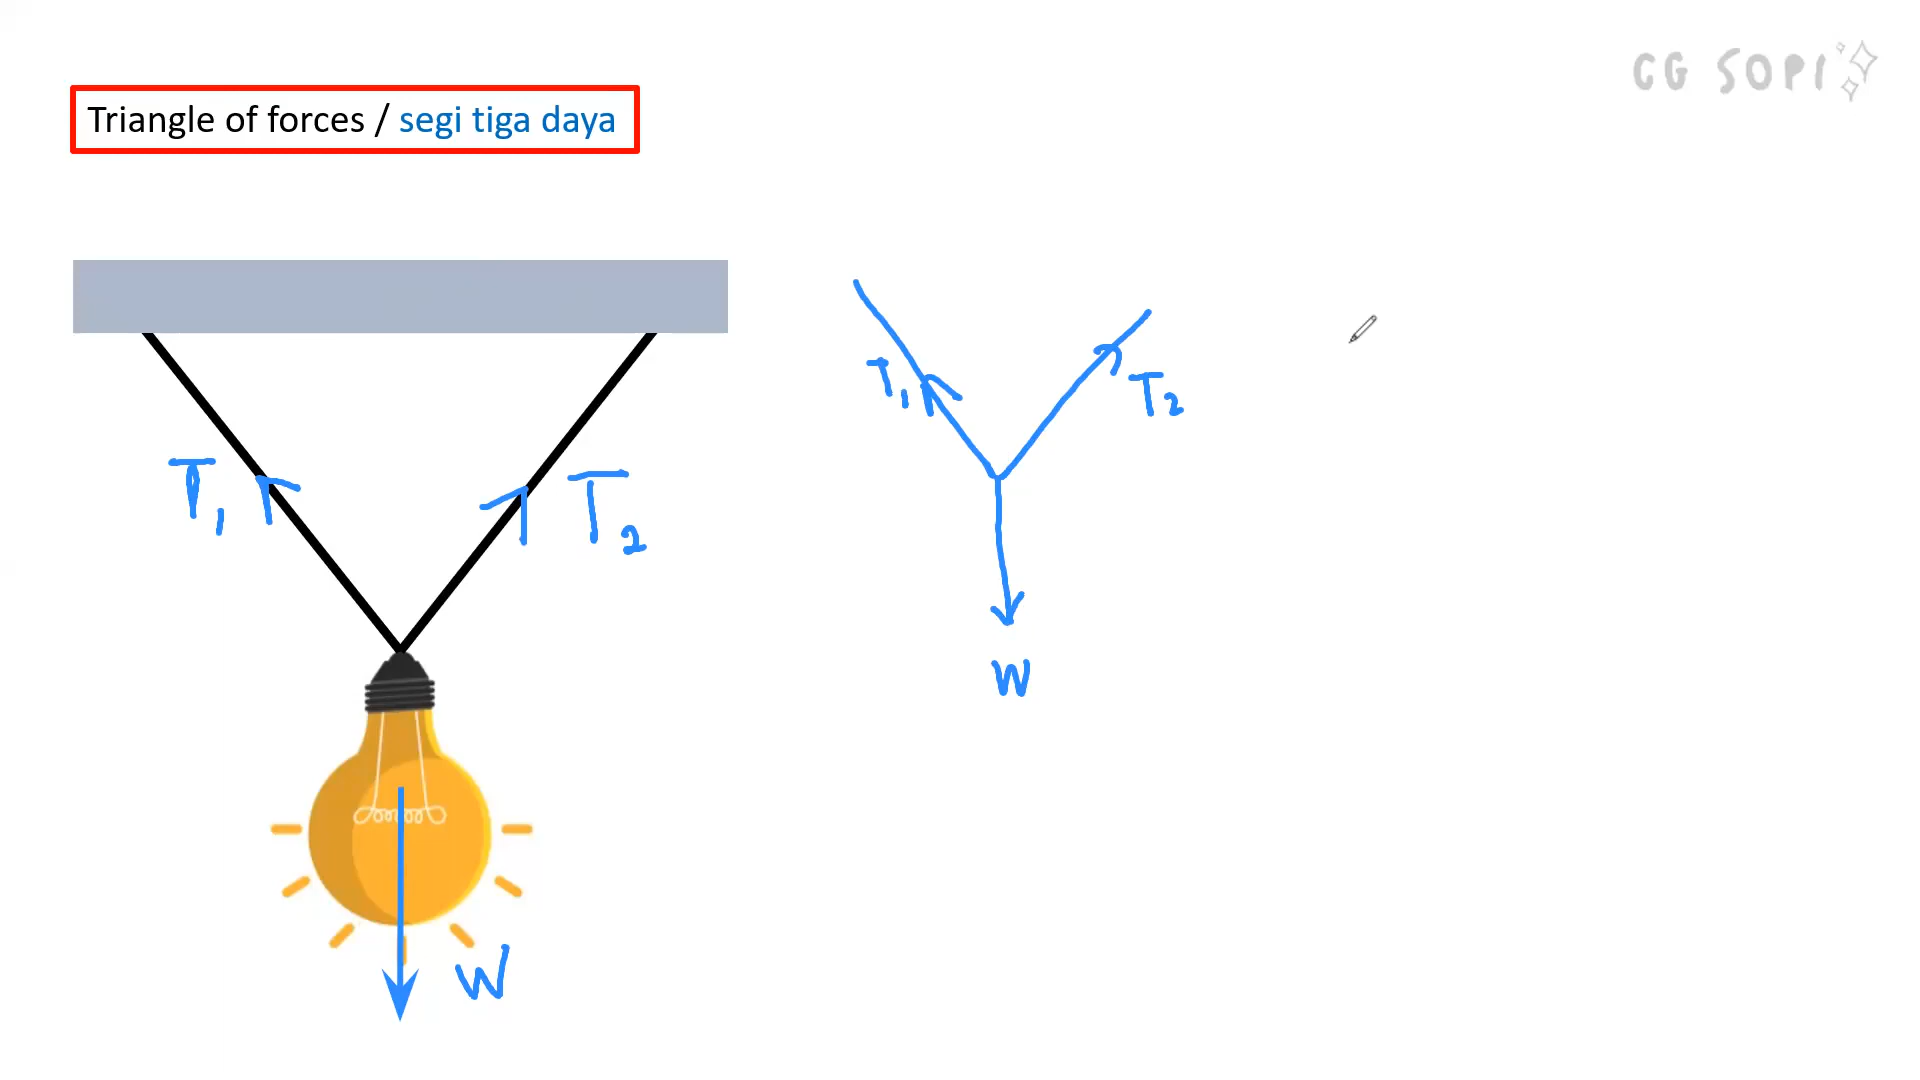 CG SOPI
Triangle of forces / segi tiga daya
T1
T2
W
T1
T2
W